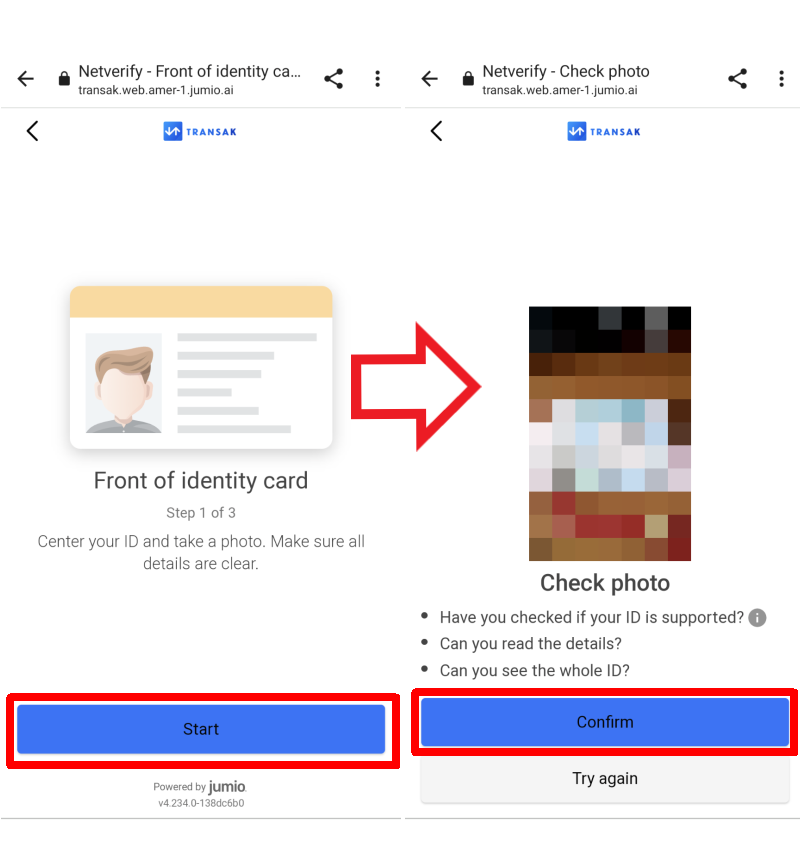 Netverify - Front of identity ca...
transak.web.amer-1.jumio.ai
TRANSAK
Front of identity card
Step 1 of 3
Center your ID and take a photo. Make sure all
details are clear.
Start
Powered by jumio.
v4.234.0-138dc6b0
Netverify - Check photo
transak.web.amer-1.jumio.ai
TRANSAK
Check photo
• Have you checked if your ID is supported? i
• Can you read the details?
• Can you see the whole ID?
Confirm
Try again